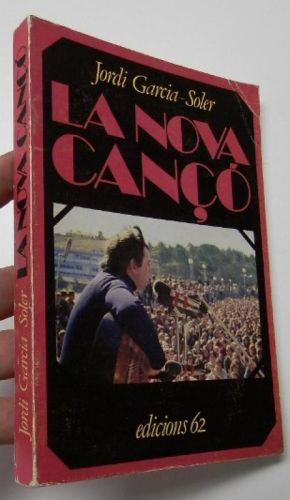 Jordi Garcia-Soler
LA NOVA
CANÇÓ
edicions 62
Jordi Garcia-Soler LA NOVA CANÇÓ